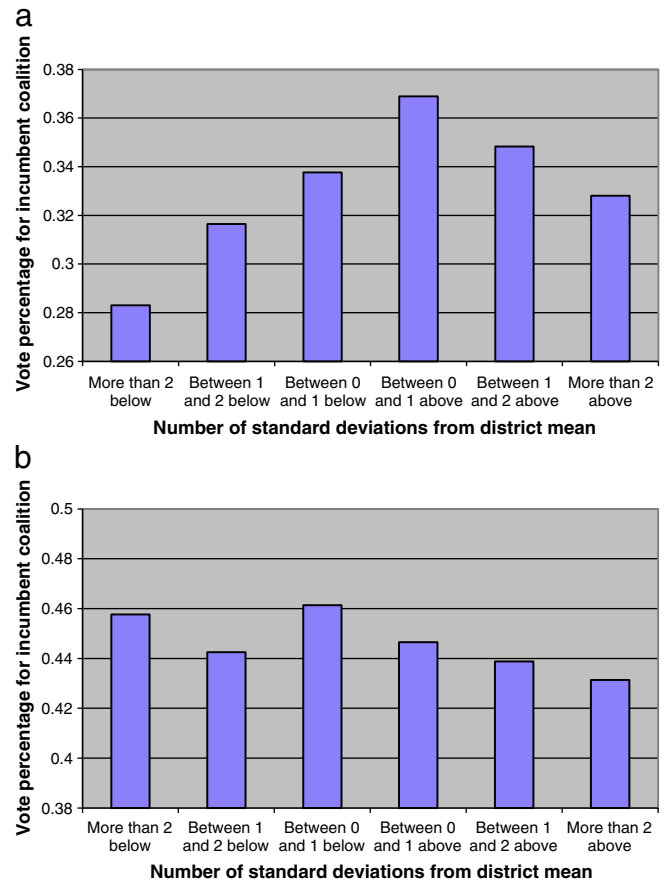 a
Vote percentage for incumbent coalition
0.38
0.36
0.34
0.32
0.3
0.28
0.26
More than 2 below
Between 1 and 2 below
Between 0 and 1 below
Between 0 and 1 above
Between 1 and 2 above
More than 2 above
Number of standard deviations from district mean
b
Vote percentage for incumbent coalition
0.5
0.48
0.46
0.44
0.42
0.4
0.38
More than 2 below
Between 1 and 2 below
Between 0 and 1 below
Between 0 and 1 above
Between 1 and 2 above
More than 2 above
Number of standard deviations from district mean